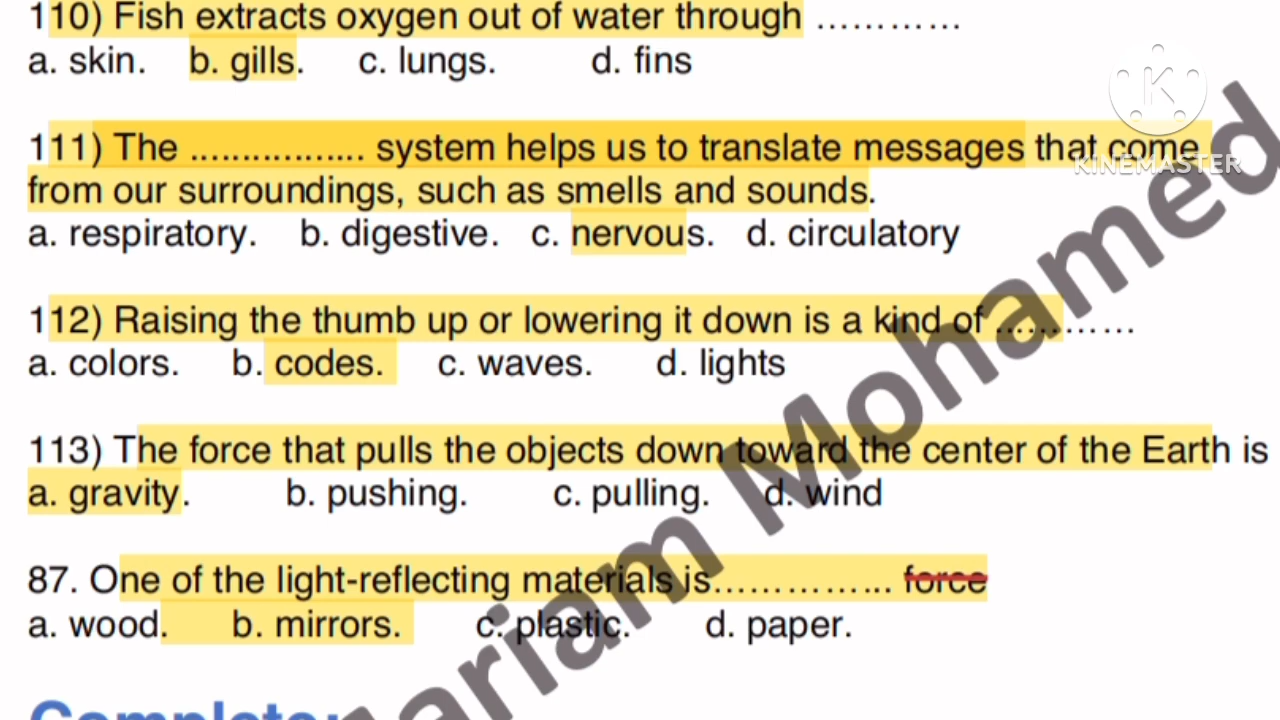 110) Fish extracts oxygen out of water through …………
a. skin. b. gills. c. lungs. d. fins
KINEMASTER
111) The ................. system helps us to translate messages that come
from our surroundings, such as smells and sounds.
a. respiratory. b. digestive. c. nervous. d. circulatory
112) Raising the thumb up or lowering it down is a kind of …………
a. colors. b. codes. c. waves. d. lights
113) The force that pulls the objects down toward the center of the Earth is
a. gravity. b. pushing. c. pulling. d. wind
87. One of the light-reflecting materials is………….. force
a. wood. b. mirrors. c. plastic. d. paper.
Complete:
ariam Mohamed